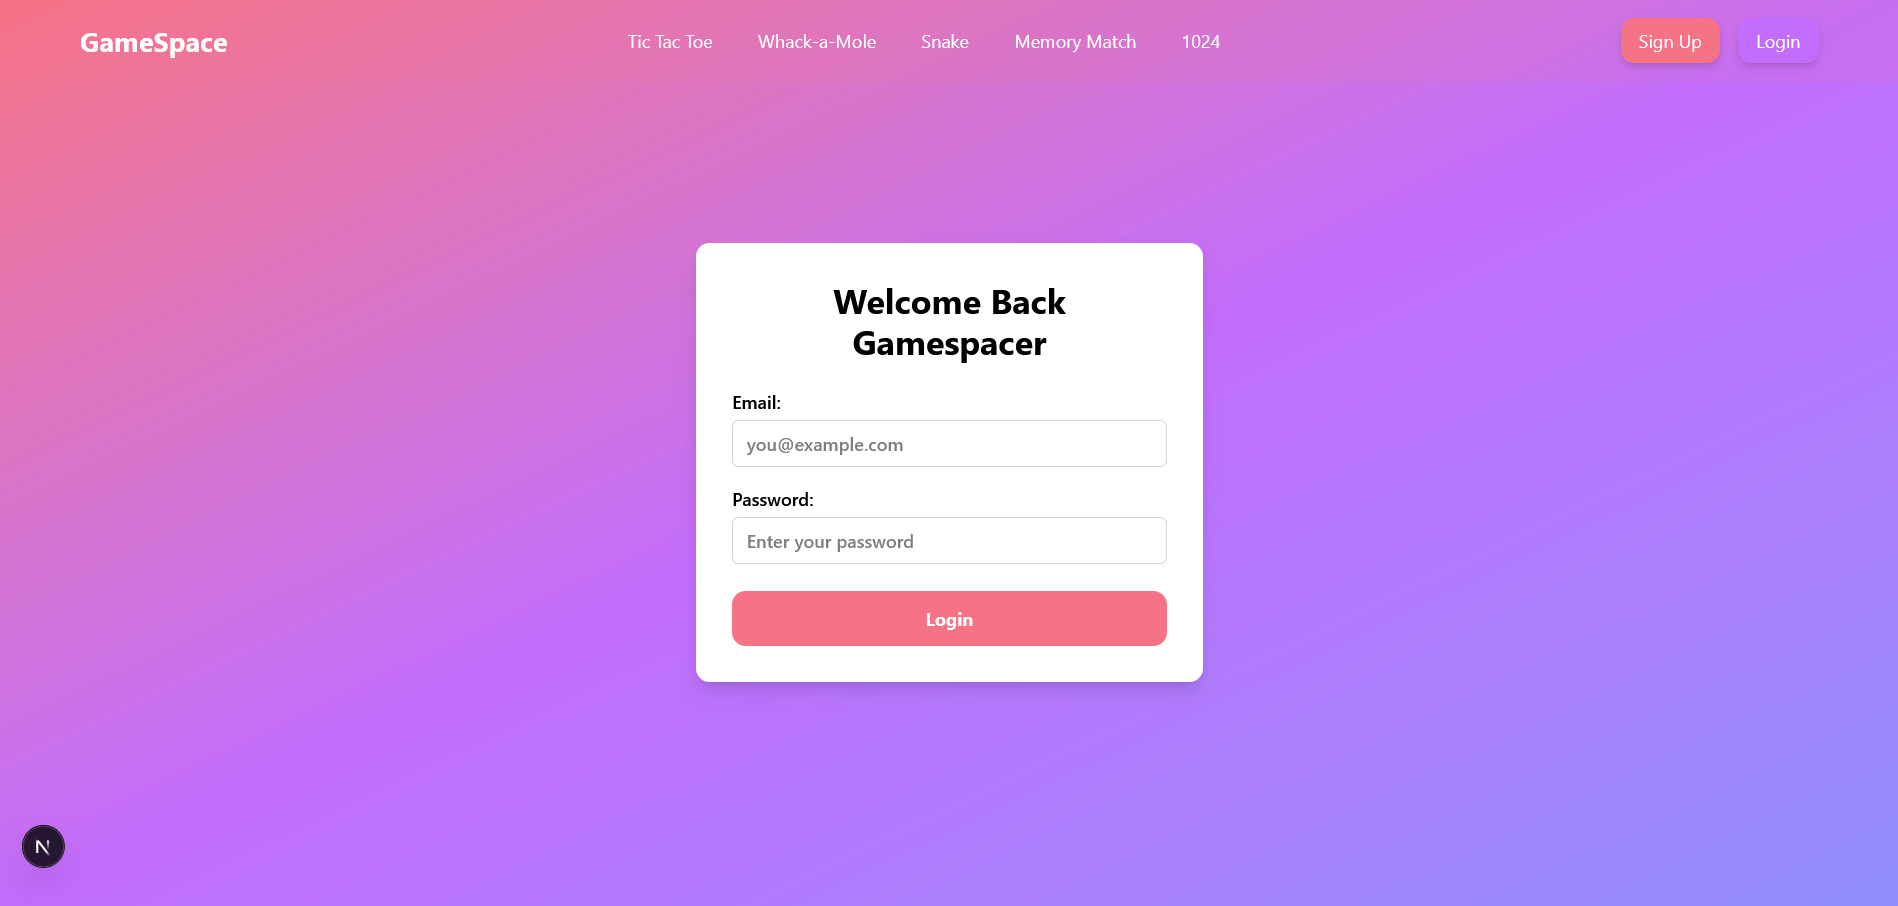 GameSpace
Tic Tac Toe
Whack-a-Mole
Snake
Memory Match
1024
Sign Up
Login
Welcome Back
Gamespacer
Email:
you@example.com
Password:
Enter your password
Login
N